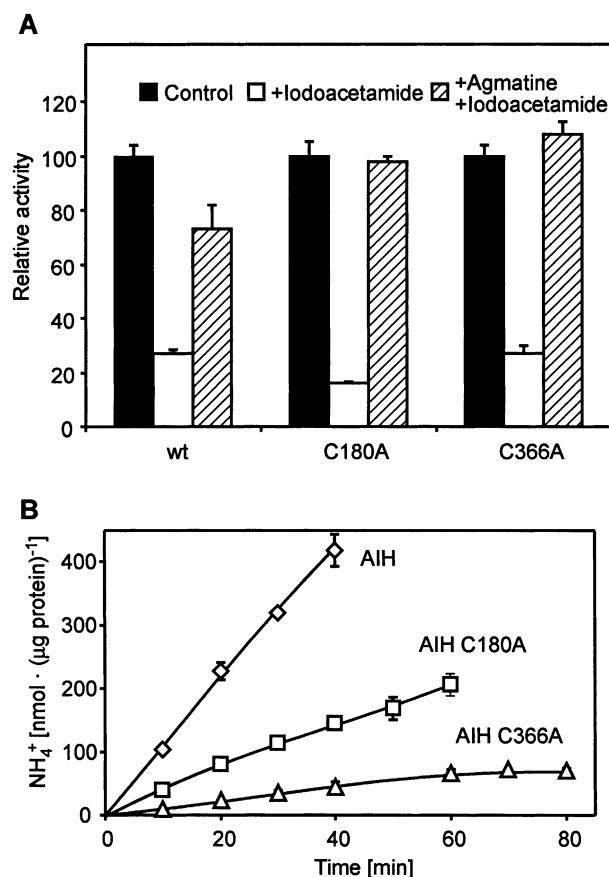 A
Control +Iodoacetamide +Agmatine
+Iodoacetamide
Relative activity
120
100
80
60
40
20
0
wt C180A C366A
B
NH₄⁺ [nmol · (µg protein)⁻¹]
400
300
200
100
0
AIH
AIH C180A
AIH C366A
0 20 40 60 80
Time [min]